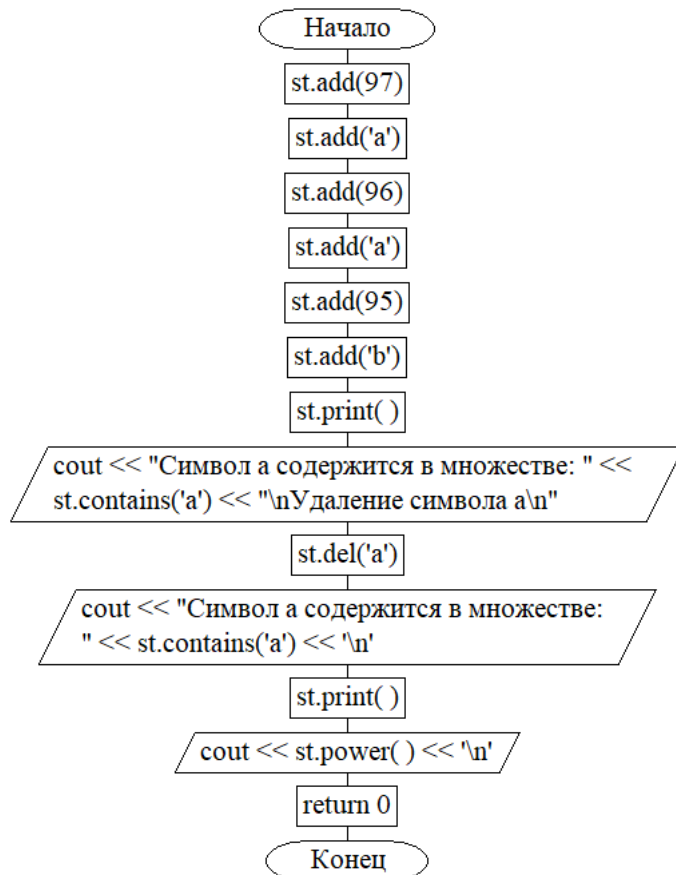 Начало
st.add(97)
st.add('a')
st.add(96)
st.add('a')
st.add(95)
st.add('b')
st.print( )
cout << "Символ a содержится в множестве: " <<
st.contains('a') << "\nУдаление символа a\n"
st.del('a')
cout << "Символ a содержится в множестве:
" << st.contains('a') << '\n'
st.print( )
cout << st.power( ) << '\n'
return 0
Конец